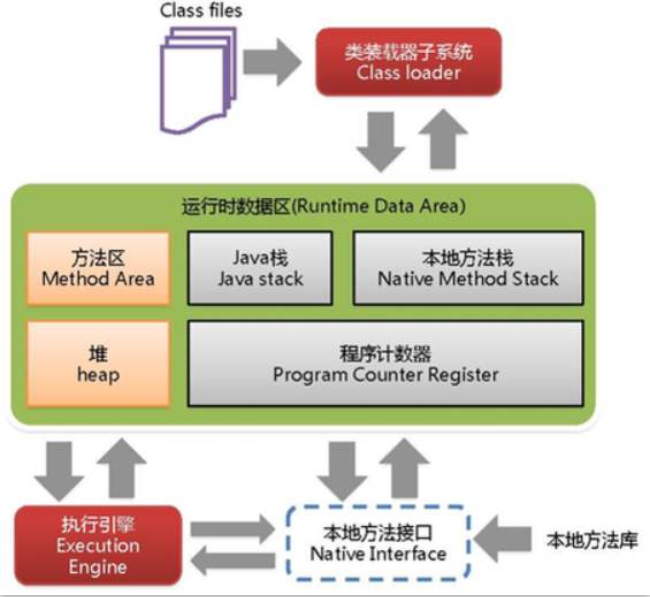 Class files
类装载器子系统
Class loader
运行时数据区(Runtime Data Area)
方法区
Method Area
Java栈
Java stack
本地方法栈
Native Method Stack
堆
heap
程序计数器
Program Counter Register
执行引擎
Execution
Engine
本地方法接口
Native Interface
本地方法库